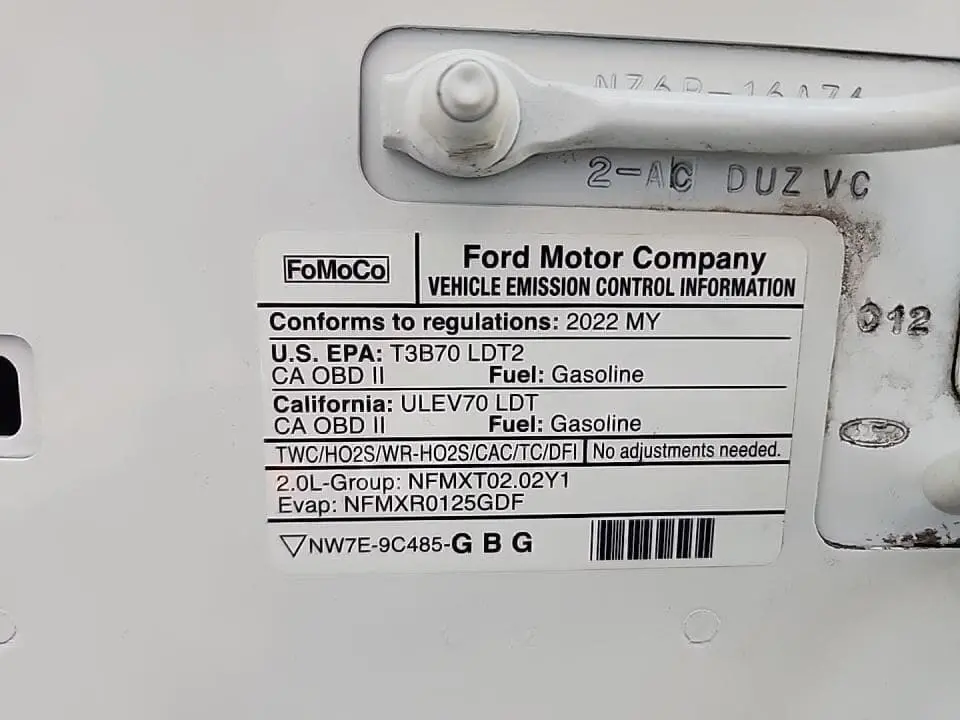 2-AC DUZ VC
FoMoCo
Ford Motor Company
VEHICLE EMISSION CONTROL INFORMATION
Conforms to regulations: 2022 MY
U.S. EPA: T3B70 LDT2
CA OBD II Fuel: Gasoline
California: ULEV70 LDT
CA OBD II Fuel: Gasoline
TWC/HO2S/WR-HO2S/CAC/TC/DFI No adjustments needed.
2.0L-Group: NFMXT02.02Y1
Evap: NFMXR0125GDF
NW7E-9C485-G B G
012